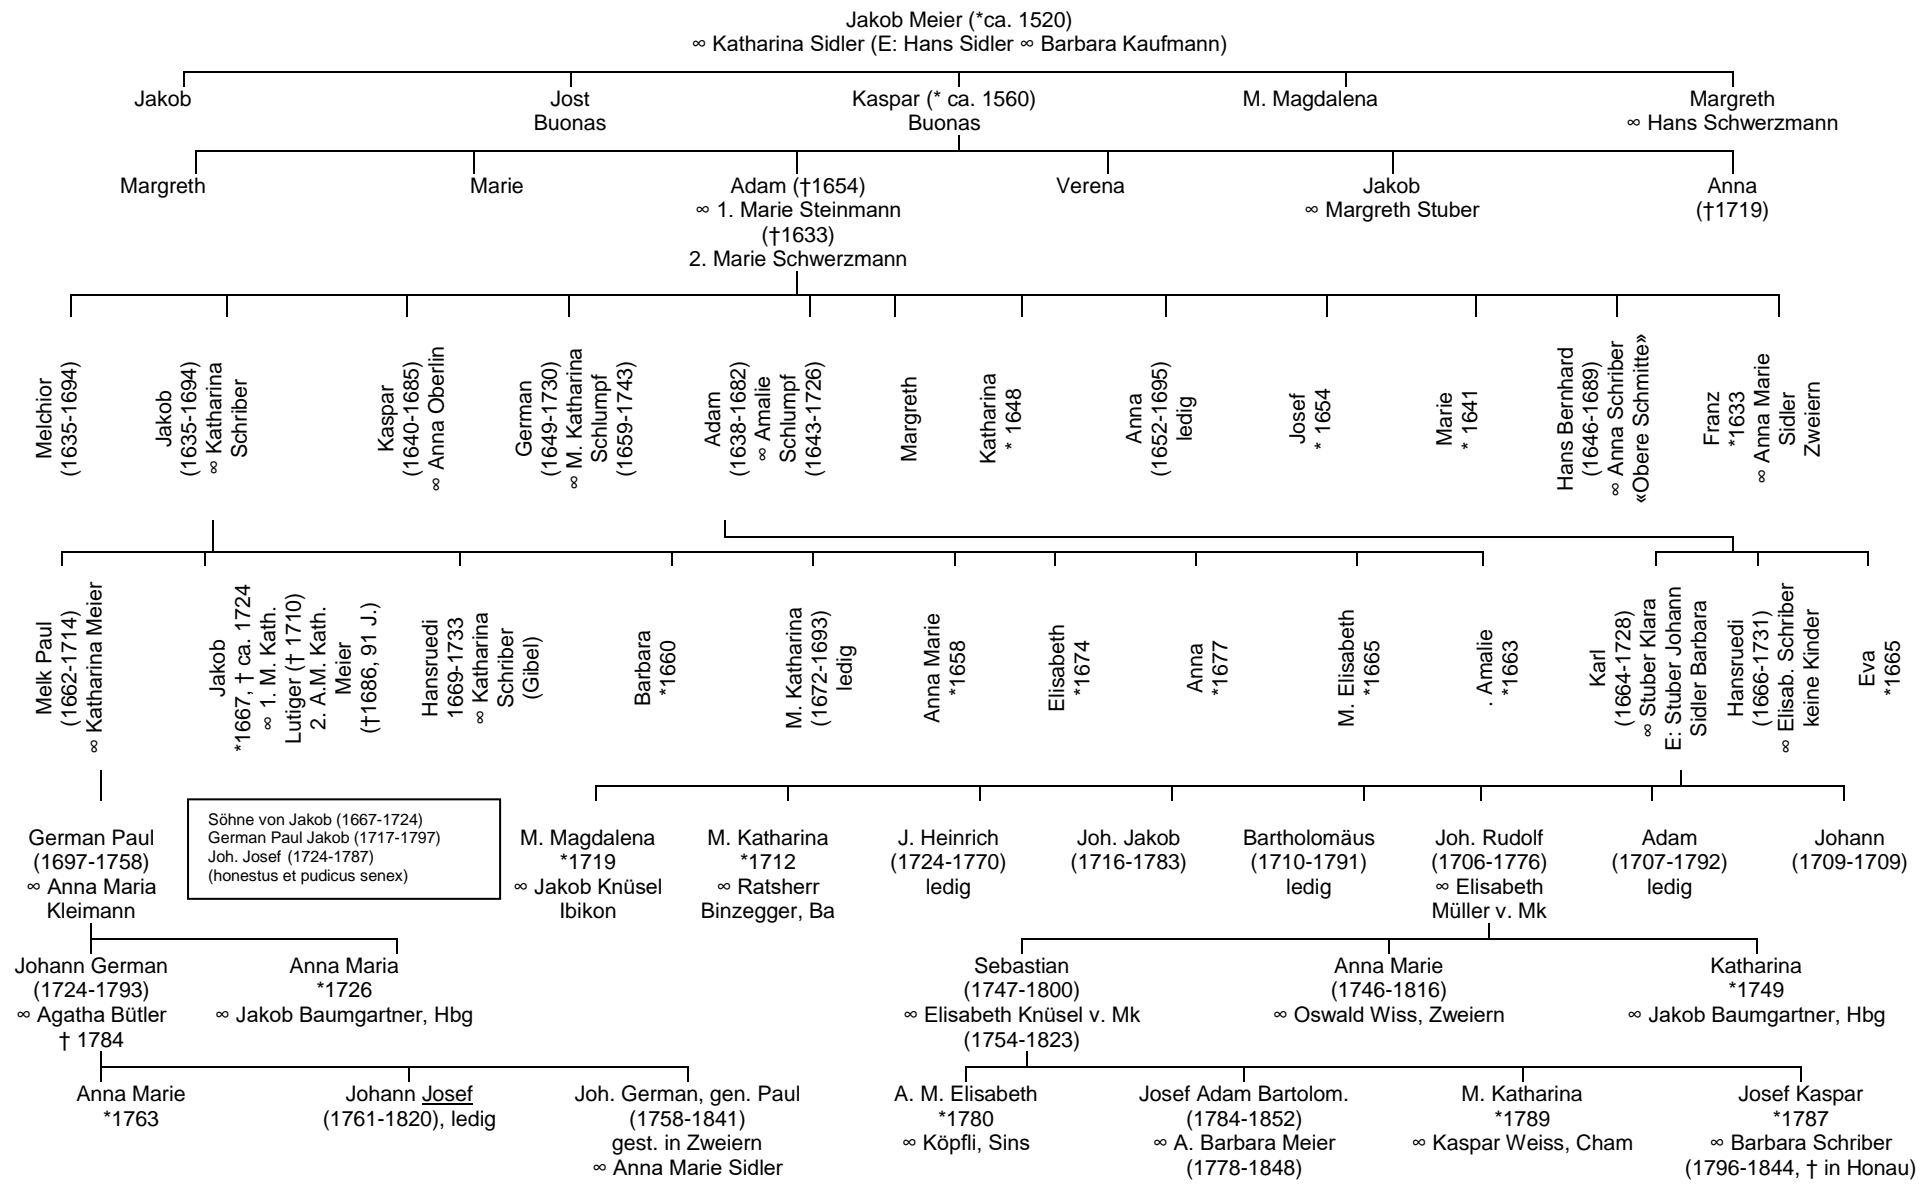 Jakob Meier (*ca. 1520)
∞ Katharina Sidler (E: Hans Sidler ∞ Barbara Kaufmann)
Jakob
Jost
Buonas
Kaspar (* ca. 1560)
Buonas
M. Magdalena
Margreth
∞ Hans Schwerzmann
Margreth
Marie
Adam (†1654)
∞ 1. Marie Steinmann
(†1633)
2. Marie Schwerzmann
Verena
Jakob
∞ Margreth Stuber
Anna
(†1719)
Melchior
(1635-1694)
Jakob
(1635-1694)
∞ Katharina
Schriber
Kaspar
(1640-1685)
∞ Anna Oberlin
German
(1649-1730)
∞ M. Katharina
Schlumpf
(1659-1743)
Adam
(1638-1682)
∞ Amalie
Schlumpf
(1643-1726)
Margreth
Katharina
* 1648
Anna
(1652-1695)
ledig
Josef
* 1654
Marie
* 1641
Hans Bernhard
(1646-1689)
∞ Anna Schriber
«Obere Schmitte»
Franz
*1633
∞ Anna Marie
Sidler
Zweiern
Melk Paul
(1662-1714)
∞ Katharina Meier
Jakob
*1667, † ca. 1724
∞ 1. M. Kath.
Lutiger († 1710)
2. A.M. Kath.
Meier
(†1686, 91 J.)
Hansruedi
1669-1733
∞ Katharina
Schriber
(Gibel)
Barbara
*1660
M. Katharina
(1672-1693)
ledig
Anna Marie
*1658
Elisabeth
*1674
Anna
*1677
M. Elisabeth
*1665
. Amalie
*1663
Karl
(1664-1728)
∞ Stuber Klara
E: Stuber Johann
Sidler Barbara
Hansruedi
(1666-1731)
∞ Elisab. Schriber
keine Kinder
Eva
*1665
German Paul
(1697-1758)
∞ Anna Maria
Kleimann
Söhne von Jakob (1667-1724)
German Paul Jakob (1717-1797)
Joh. Josef (1724-1787)
(honestus et pudicus senex)
M. Magdalena
*1719
∞ Jakob Knüsel
Ibikon
M. Katharina
*1712
∞ Ratsherr
Binzegger, Ba
J. Heinrich
(1724-1770)
ledig
Joh. Jakob
(1716-1783)
Bartholomäus
(1710-1791)
ledig
Joh. Rudolf
(1706-1776)
∞ Elisabeth
Müller v. Mk
Adam
(1707-1792)
ledig
Johann
(1709-1709)
Johann German
(1724-1793)
∞ Agatha Bütler
† 1784
Anna Maria
*1726
∞ Jakob Baumgartner, Hbg
Sebastian
(1747-1800)
∞ Elisabeth Knüsel v. Mk
(1754-1823)
Anna Marie
(1746-1816)
∞ Oswald Wiss, Zweiern
Katharina
*1749
∞ Jakob Baumgartner, Hbg
Anna Marie
*1763
Johann Josef
(1761-1820), ledig
Joh. German, gen. Paul
(1758-1841)
gest. in Zweiern
∞ Anna Marie Sidler
A. M. Elisabeth
*1780
∞ Köpfli, Sins
Josef Adam Bartolom.
(1784-1852)
∞ A. Barbara Meier
(1778-1848)
M. Katharina
*1789
∞ Kaspar Weiss, Cham
Josef Kaspar
*1787
∞ Barbara Schriber
(1796-1844, † in Honau)